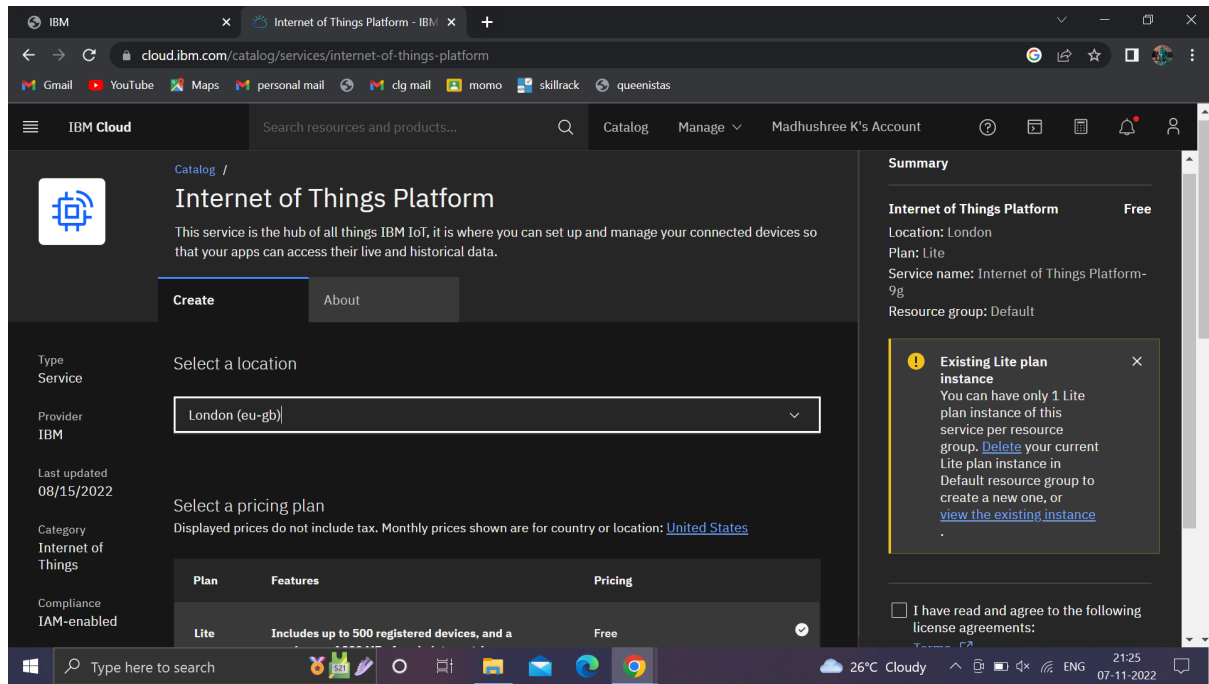 IBM
Internet of Things Platform - IBM
cloud.ibm.com/catalog/services/internet-of-things-platform
Gmail YouTube Maps personal mail clg mail momo skillrack queenistas
IBM Cloud Search resources and products... Catalog Manage Madhushree K's Account
Catalog /
Internet of Things Platform
This service is the hub of all things IBM IoT, it is where you can set up and manage your connected devices so
that your apps can access their live and historical data.
Create About
Type
Service
Provider
IBM
Last updated
08/15/2022
Category
Internet of
Things
Compliance
IAM-enabled
Select a location
London (eu-gb)
Select a pricing plan
Displayed prices do not include tax. Monthly prices shown are for country or location: United States
Plan Features Pricing
Lite Includes up to 500 registered devices, and a Free
Summary
Internet of Things Platform Free
Location: London
Plan: Lite
Service name: Internet of Things Platform-
9g
Resource group: Default
Existing Lite plan
instance
You can have only 1 Lite
plan instance of this
service per resource
group. Delete your current
Lite plan instance in
Default resource group to
create a new one, or
view the existing instance
.
I have read and agree to the following
license agreements:
Terms
Type here to search
521
26°C Cloudy
ENG
21:25
07-11-2022